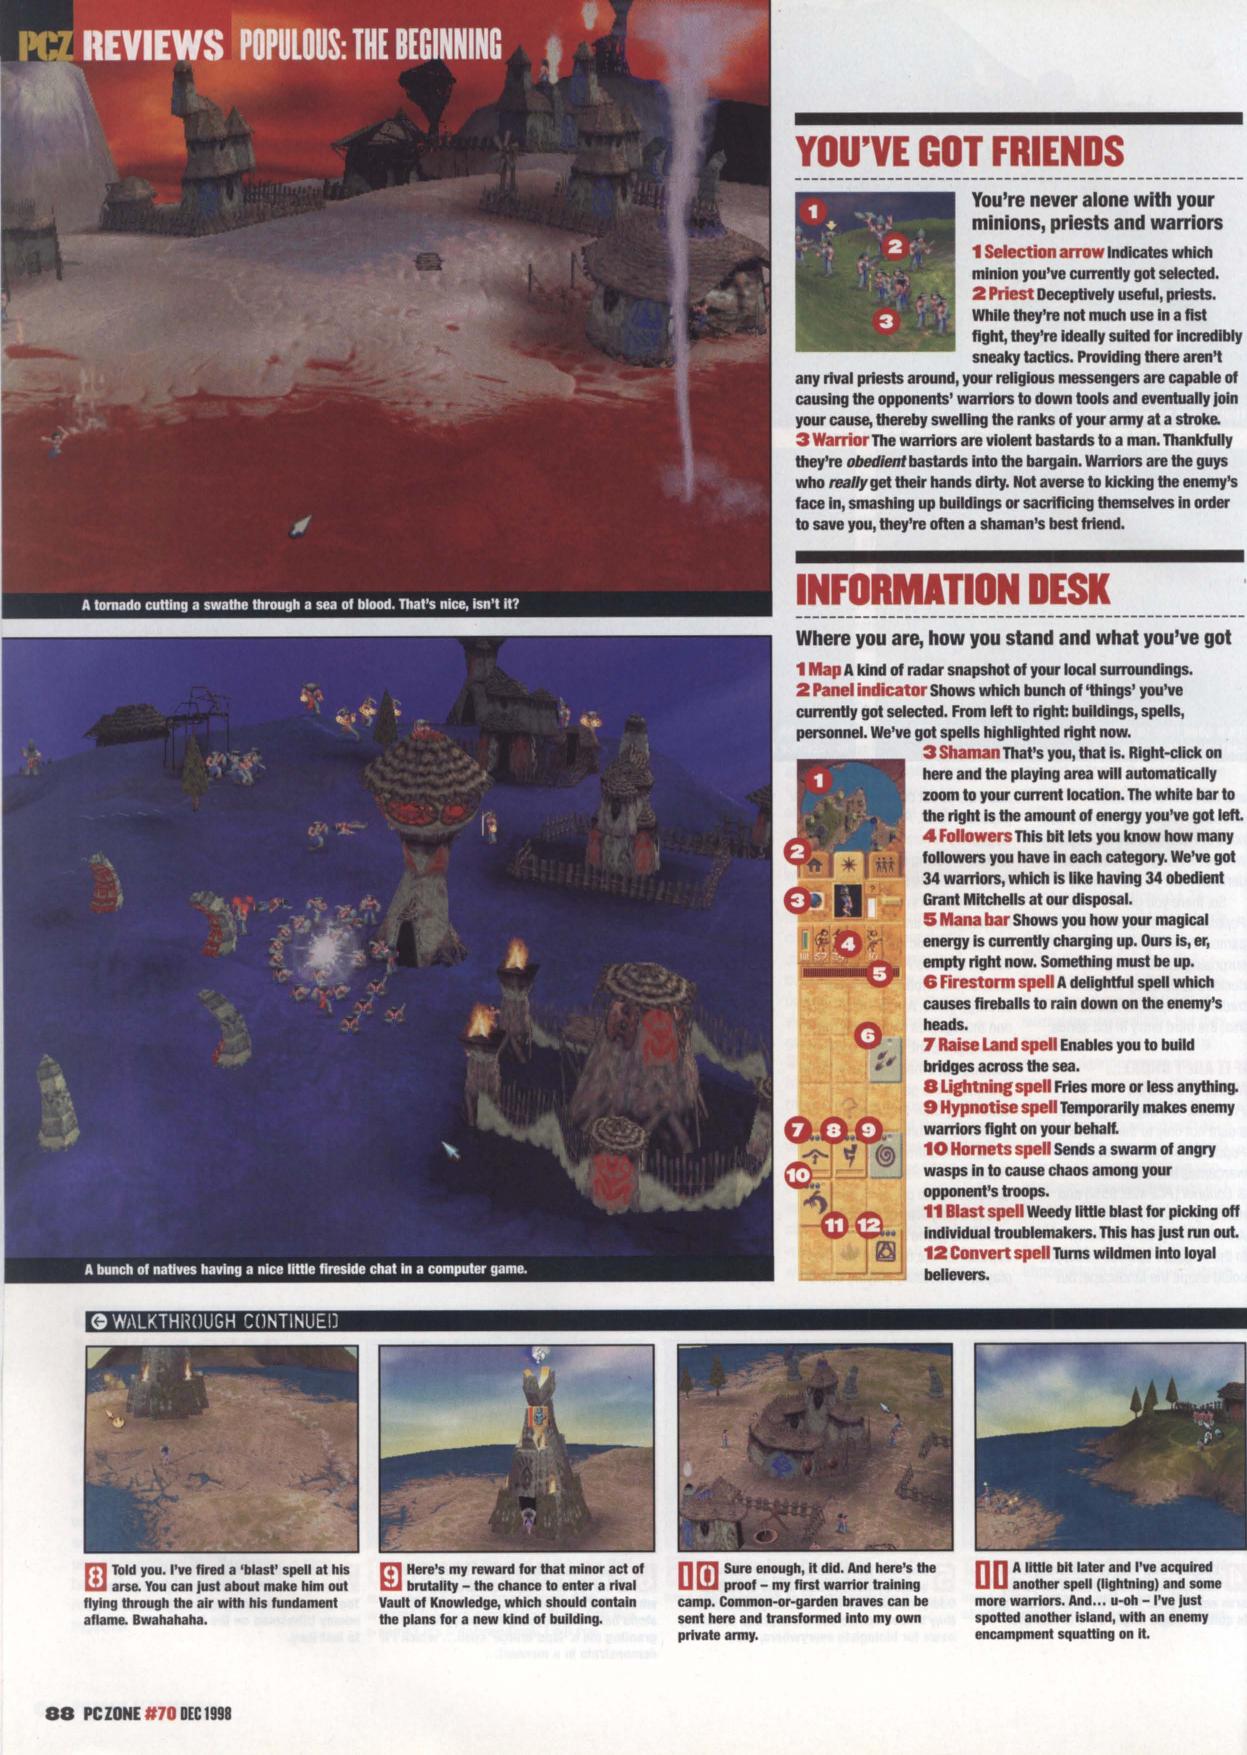 PCZ REVIEWS POPULOUS: THE BEGINNING
A tornado cutting a swathe through a sea of blood. That's nice, isn't it?
A bunch of natives having a nice little fireside chat in a computer game.
YOU'VE GOT FRIENDS
1
2
3
You're never alone with your
minions, priests and warriors
1 Selection arrow Indicates which
minion you've currently got selected.
2 Priest Deceptively useful, priests.
While they're not much use in a fist
fight, they're ideally suited for incredibly
sneaky tactics. Providing there aren't
any rival priests around, your religious messengers are capable of
causing the opponents' warriors to down tools and eventually join
your cause, thereby swelling the ranks of your army at a stroke.
3 Warrior The warriors are violent bastards to a man. Thankfully
they're obedient bastards into the bargain. Warriors are the guys
who really get their hands dirty. Not averse to kicking the enemy's
face in, smashing up buildings or sacrificing themselves in order
to save you, they're often a shaman's best friend.
INFORMATION DESK
Where you are, how you stand and what you've got
1 Map A kind of radar snapshot of your local surroundings.
2 Panel indicator Shows which bunch of 'things' you've
currently got selected. From left to right: buildings, spells,
personnel. We've got spells highlighted right now.
3 Shaman That's you, that is. Right-click on
here and the playing area will automatically
zoom to your current location. The white bar to
the right is the amount of energy you've got left.
4 Followers This bit lets you know how many
followers you have in each category. We've got
34 warriors, which is like having 34 obedient
Grant Mitchells at our disposal.
5 Mana bar Shows you how your magical
energy is currently charging up. Ours is, er,
empty right now. Something must be up.
6 Firestorm spell A delightful spell which
causes fireballs to rain down on the enemy's
heads.
7 Raise Land spell Enables you to build
bridges across the sea.
8 Lightning spell Fries more or less anything.
9 Hypnotise spell Temporarily makes enemy
warriors fight on your behalf.
10 Hornets spell Sends a swarm of angry
wasps in to cause chaos among your
opponent's troops.
11 Blast spell Weedy little blast for picking off
individual troublemakers. This has just run out.
12 Convert spell Turns wildmen into loyal
believers.
1
2
3
4
5
6
7 8 9
10
11 12
WALKTHROUGH CONTINUED
8 Told you. I've fired a 'blast' spell at his
arse. You can just about make him out
flying through the air with his fundament
aflame. Bwahahaha.
9 Here's my reward for that minor act of
brutality – the chance to enter a rival
Vault of Knowledge, which should contain
the plans for a new kind of building.
10 Sure enough, it did. And here's the
proof – my first warrior training
camp. Common-or-garden braves can be
sent here and transformed into my own
private army.
11 A little bit later and I've acquired
another spell (lightning) and some
more warriors. And... u-oh – I've just
spotted another island, with an enemy
encampment squatting on it.
88 PC ZONE #70 DEC 1998